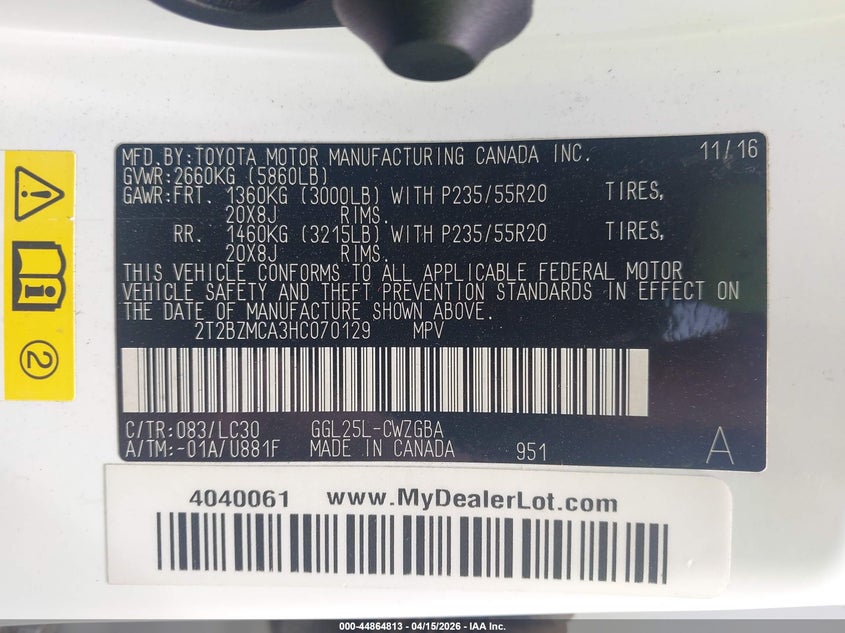 MFD.BY:TOYOTA MOTOR MANUFACTURING CANADA INC. 11/16
GVWR:2660KG (5860LB)
GAWR:FRT. 1360KG (3000LB) WITH P235/55R20 TIRES,
20X8J RIMS.
RR. 1460KG (3215LB) WITH P235/55R20 TIRES,
20X8J RIMS.
THIS VEHICLE CONFORMS TO ALL APPLICABLE FEDERAL MOTOR
VEHICLE SAFETY AND THEFT PREVENTION STANDARDS IN EFFECT ON
THE DATE OF MANUFACTURE SHOWN ABOVE.
2T2BZMCA3HC070129 MPV
C/TR:083/LC30 GGL25L-CWZGBA
A/TM:-01A/U881F MADE IN CANADA 951 A
2
4040061 www.MyDealerLot.com
000-44864813 - 04/15/2026 - IAA Inc.